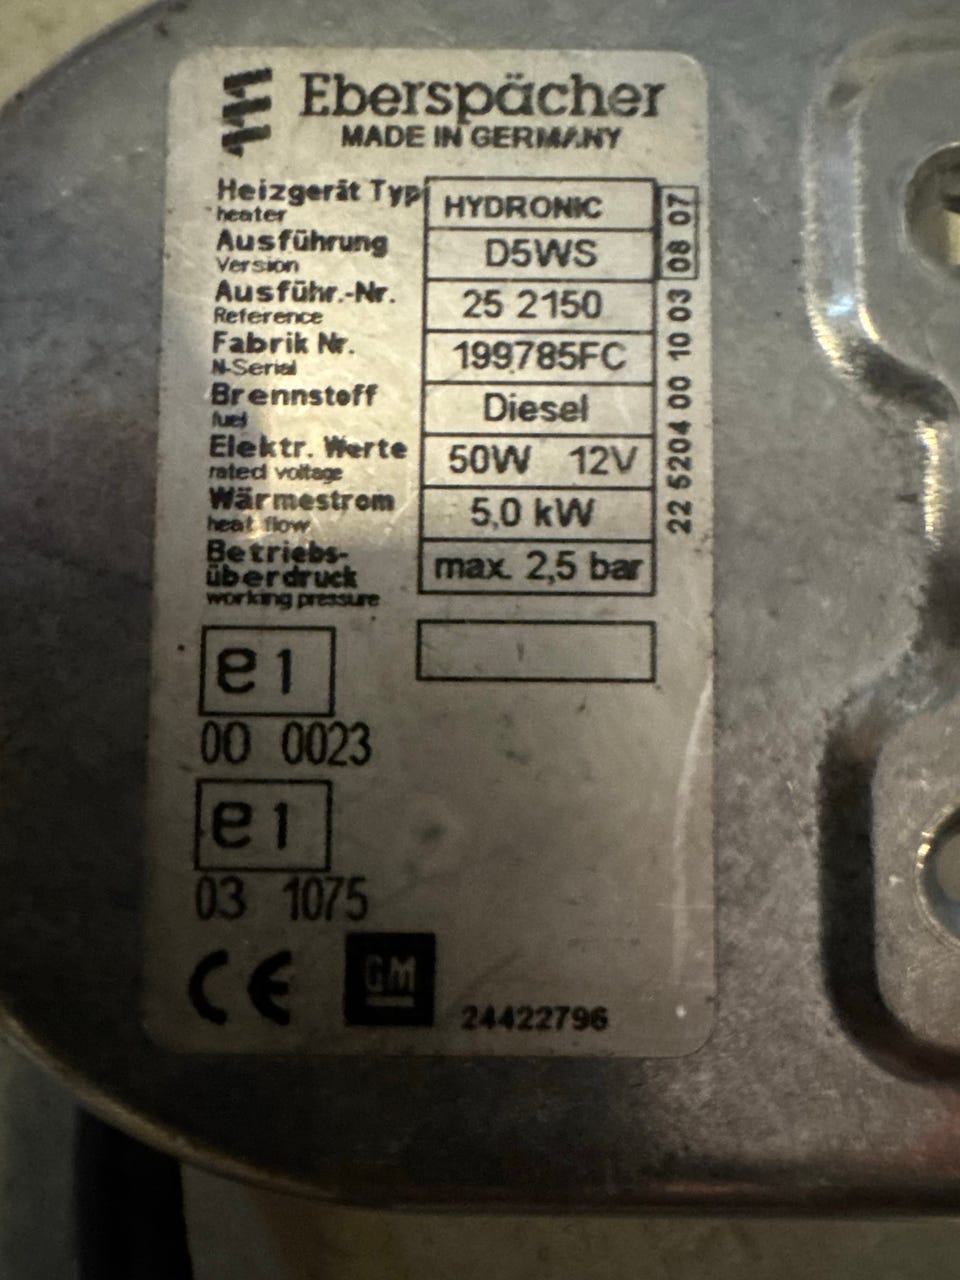 Eberspächer
MADE IN GERMANY
Heizgerät Typ HYDRONIC
heater
Ausführung D5WS
Version
Ausführ.-Nr. 25 2150
Reference
Fabrik Nr. 199785FC
N-Serial
Brennstoff Diesel
fuel
Elektr. Werte 50W 12V
rated voltage
Wärmestrom 5,0 kW
heat flow
Betriebs-
überdruck max. 2,5 bar
working pressure
22 5204 00 10 03 08 07
e1
00 0023
e1
03 1075
CE GM 24422796